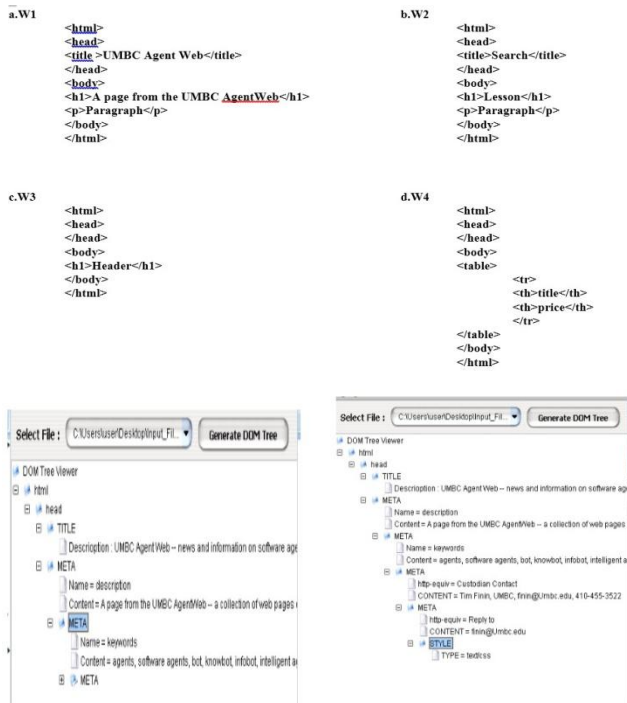 a.W1
<html>
<head>
<title >UMBC Agent Web</title>
</head>
<body>
<h1>A page from the UMBC AgentWeb</h1>
<p>Paragraph</p>
</body>
</html>
b.W2
<html>
<head>
<title>Search</title>
</head>
<body>
<h1>Lesson</h1>
<p>Paragraph</p>
</body>
</html>
c.W3
<html>
<head>
</head>
<body>
<h1>Header</h1>
</body>
</html>
d.W4
<html>
<head>
</head>
<body>
<table>
<tr>
<th>title</th>
<th>price</th>
</tr>
</table>
</body>
</html>
Select File : C:\Users\user\Desktop\Input_Fil... Generate DOM Tree
DOM Tree Viewer
html
head
TITLE
Description : UMBC Agent Web -- news and information on software age
META
Name = description
Content = A page from the UMBC AgentWeb -- a collection of web pages
META
Name = keywords
Content = agents, software agents, bot, knowbot, infobot, intelligent a
META
Select File : C:\Users\user\Desktop\Input_Fil... Generate DOM Tree
DOM Tree Viewer
html
head
TITLE
Description : UMBC Agent Web -- news and information on software ag
META
Name = description
Content = A page from the UMBC AgentWeb -- a collection of web pages
META
Name = keywords
Content = agents, software agents, bot, knowbot, infobot, intelligent a
META
http-equiv = Custodian Contact
CONTENT = Tim Finin, UMBC, finin@Umbc.edu, 410-455-3522
META
http-equiv = Reply to
CONTENT = finin@Umbc.edu
STYLE
TYPE = text/css